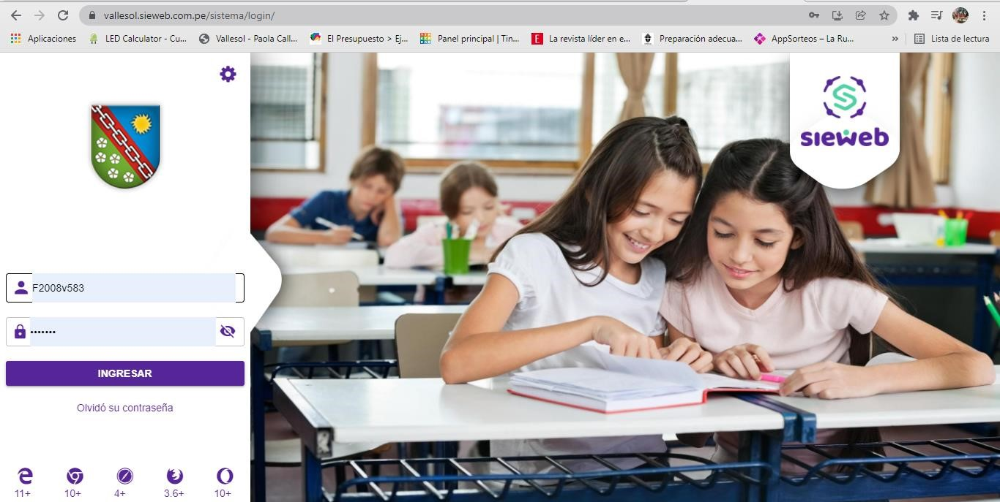 vallesol.sieweb.com.pe/sistema/login/
Aplicaciones LED Calculator - Cu... Vallesol - Paola Call... El Presupuesto > Ej... Panel principal | Tin... La revista líder en e... Preparación adecua... AppSorteos – La Ru... » Lista de lectura
sieweb
F2008v583
•••••••
INGRESAR
Olvidó su contraseña
11+ 10+ 4+ 3.6+ 10+